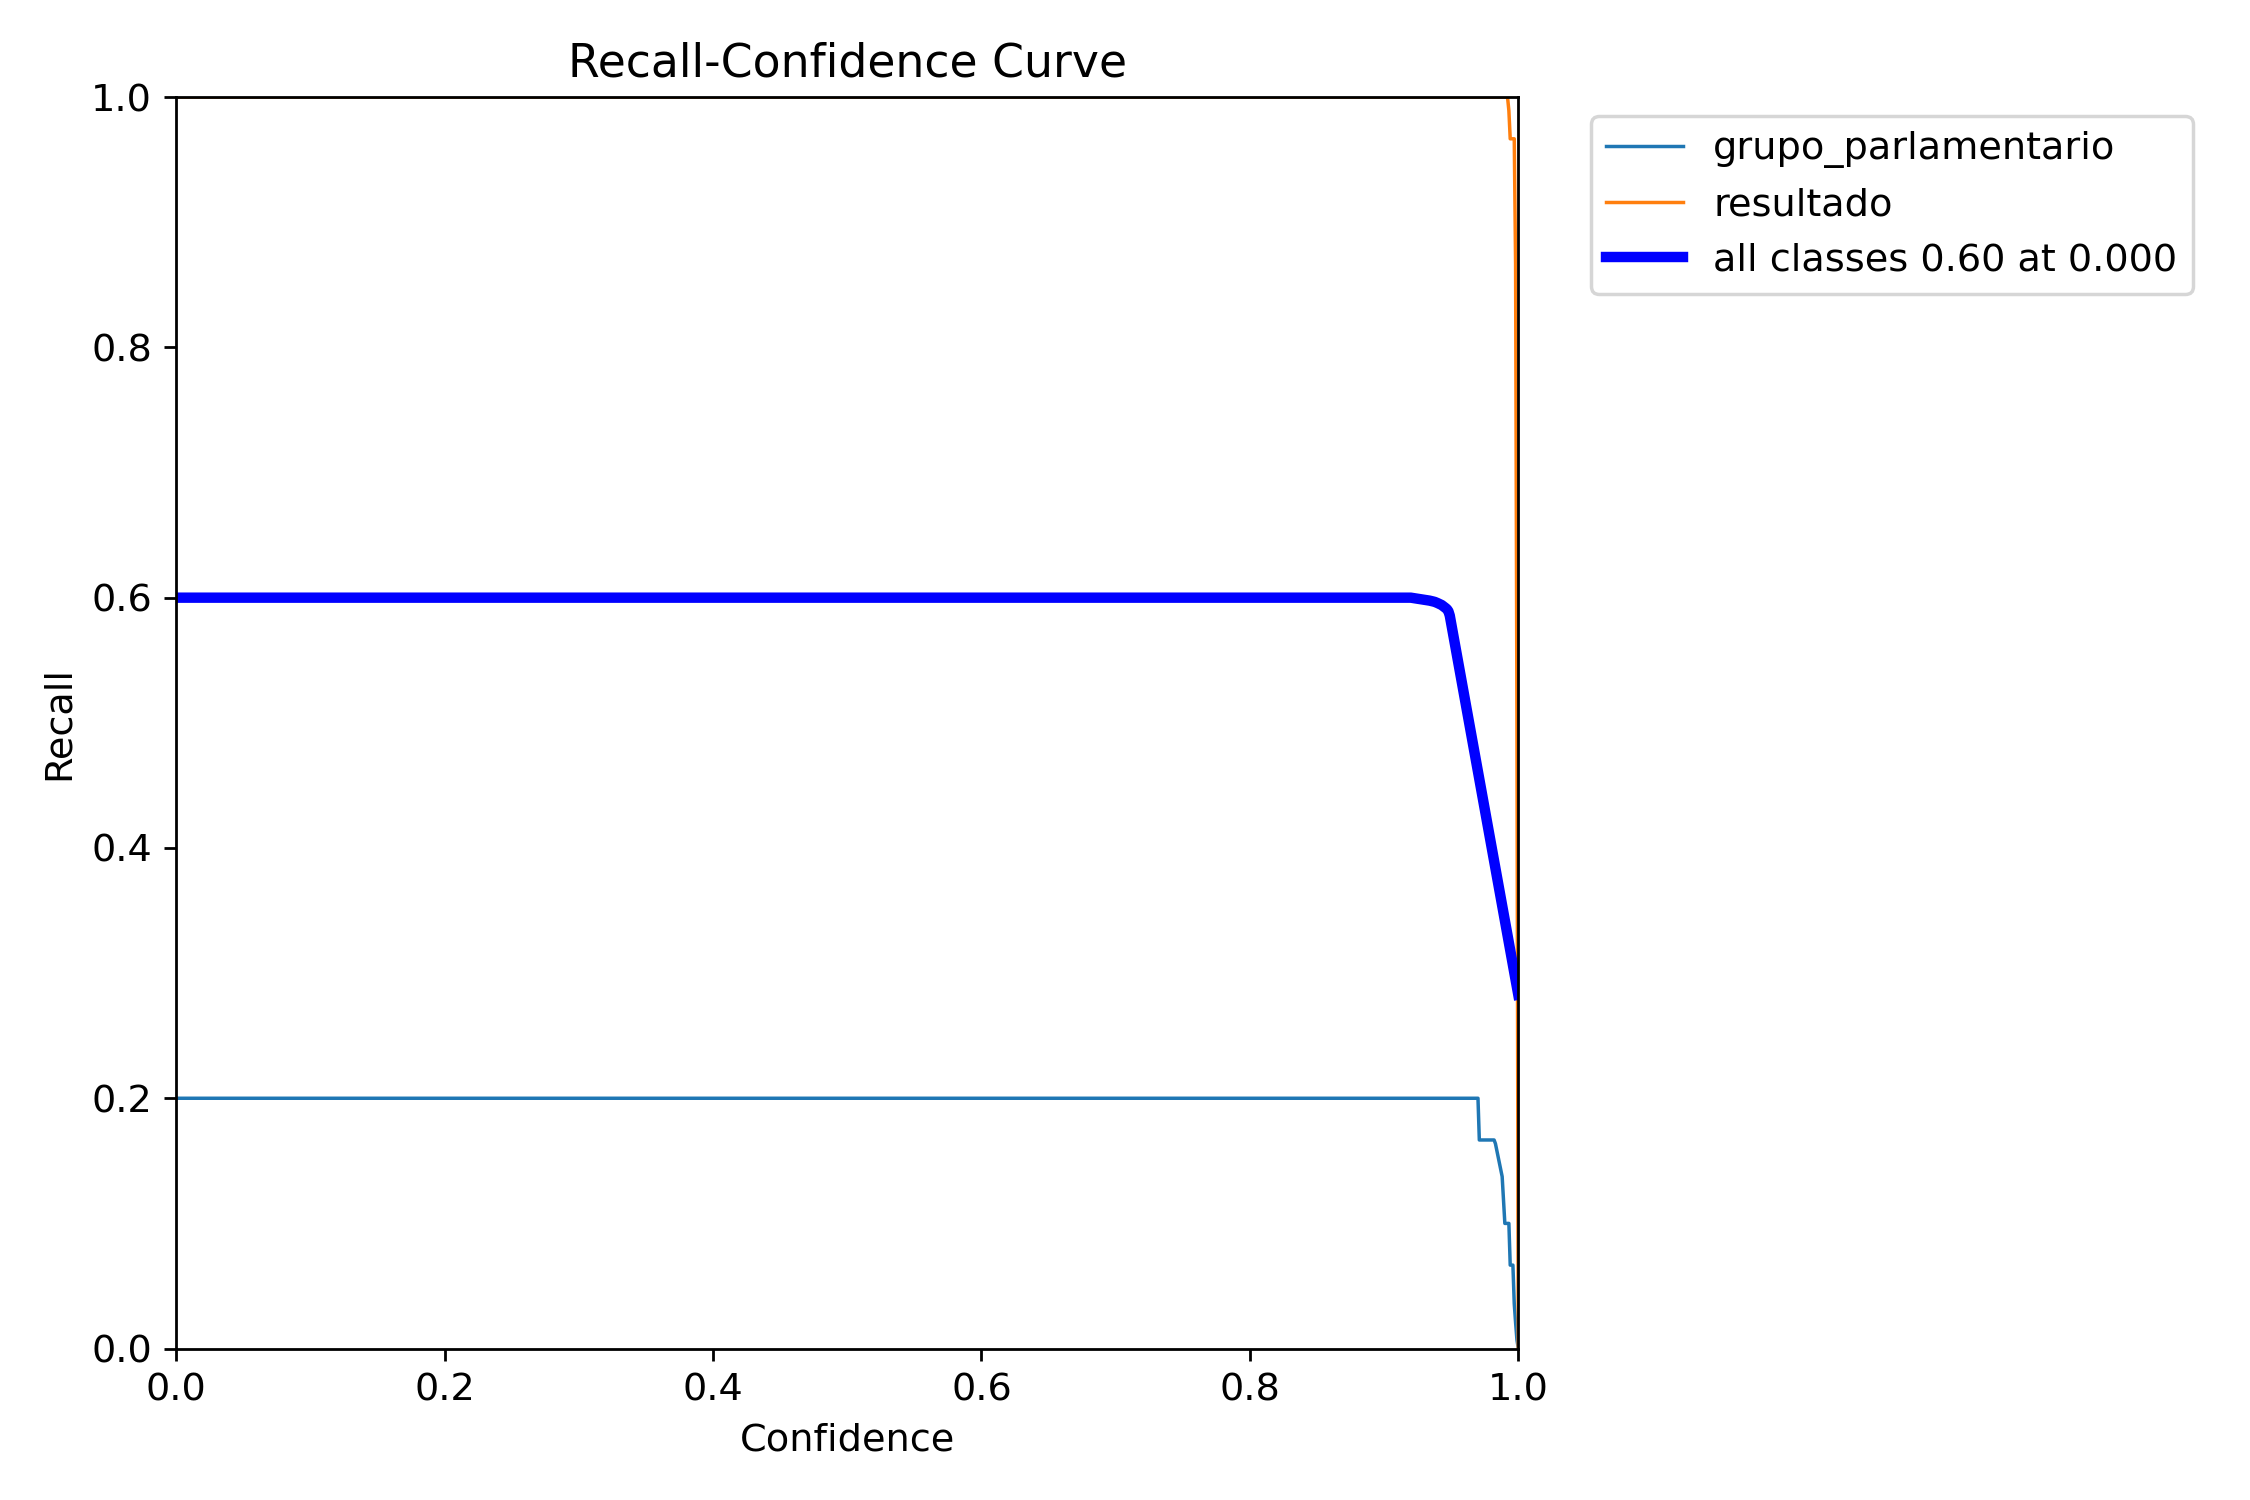 Recall-Confidence Curve
1.0
0.8
0.6
0.4
0.2
0.0
Recall
0.0 0.2 0.4 0.6 0.8 1.0
Confidence
grupo_parlamentario
resultado
all classes 0.60 at 0.000